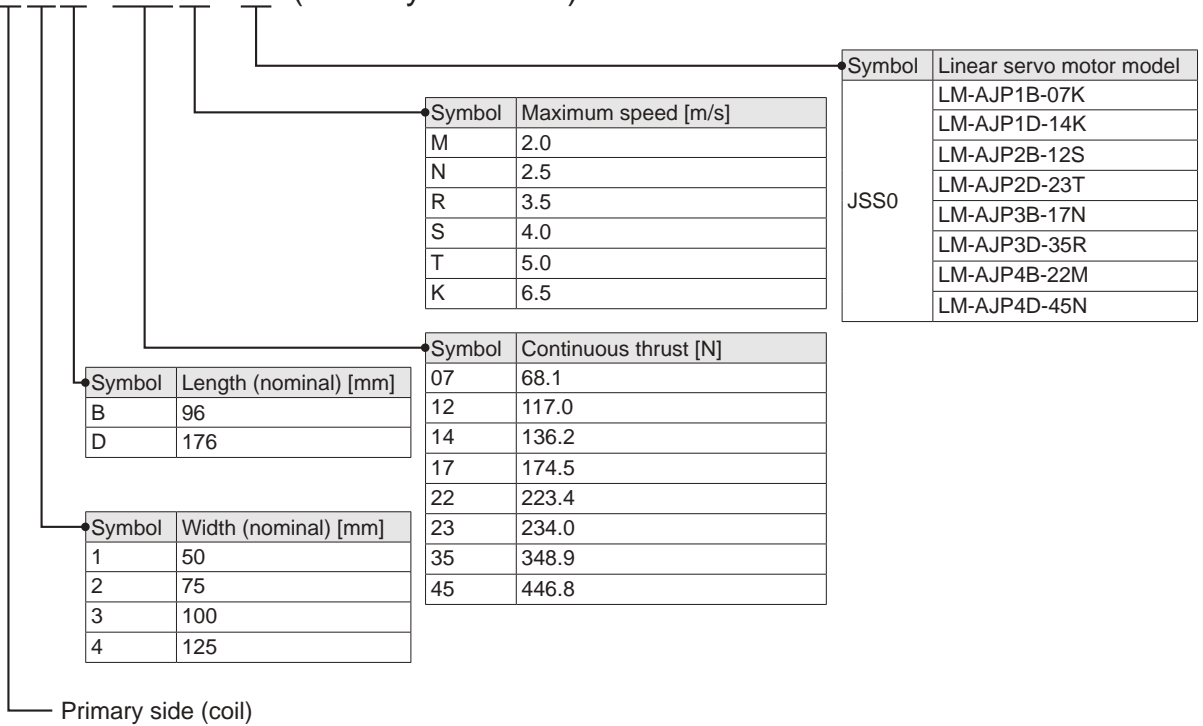 Symbol Linear servo motor model
JSS0
LM-AJP1B-07K
LM-AJP1D-14K
LM-AJP2B-12S
LM-AJP2D-23T
LM-AJP3B-17N
LM-AJP3D-35R
LM-AJP4B-22M
LM-AJP4D-45N
Symbol Maximum speed [m/s]
M 2.0
N 2.5
R 3.5
S 4.0
T 5.0
K 6.5
Symbol Continuous thrust [N]
07 68.1
12 117.0
14 136.2
17 174.5
22 223.4
23 234.0
35 348.9
45 446.8
Symbol Length (nominal) [mm]
B 96
D 176
Symbol Width (nominal) [mm]
1 50
2 75
3 100
4 125
Primary side (coil)